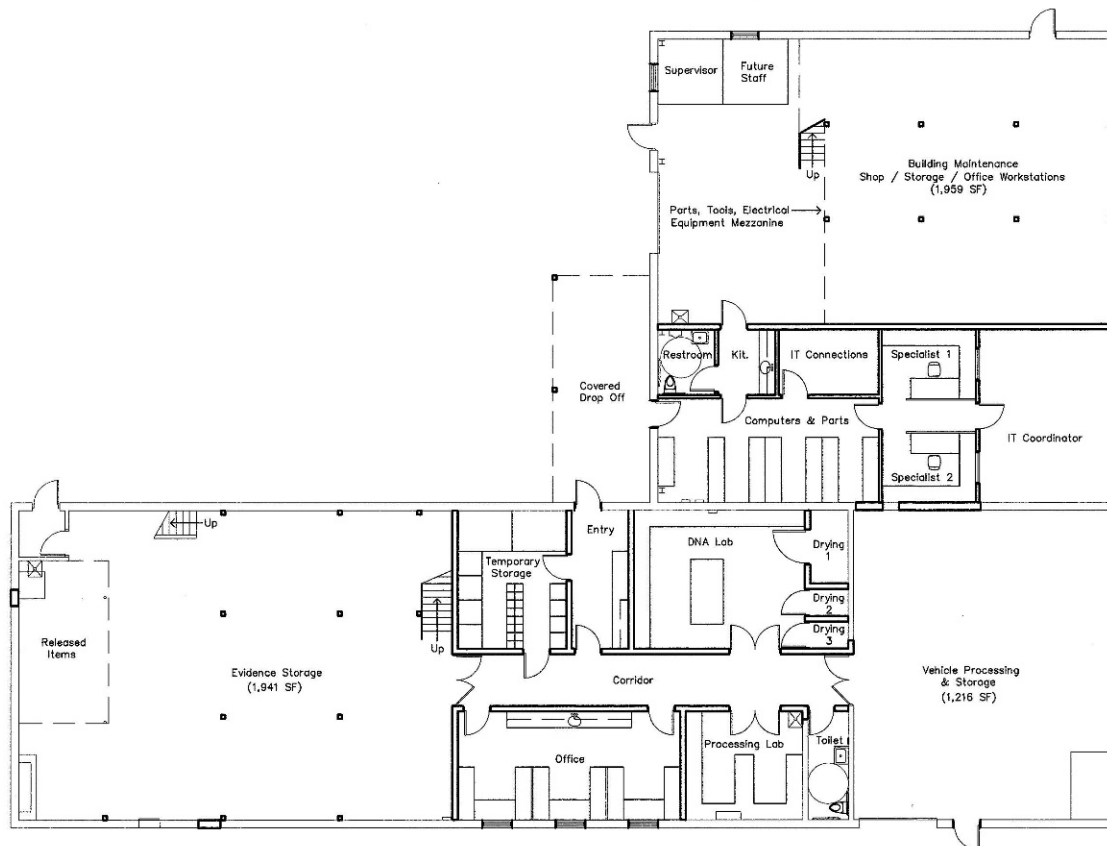 Supervisor
Future
Staff
Up
Building Maintenance
Shop / Storage / Office Workstations
(1,959 SF)
Parts, Tools, Electrical
Equipment Mezzanine
Restroom
Kit.
IT Connections
Specialist 1
Covered
Drop Off
Computers & Parts
IT Coordinator
Specialist 2
Up
Entry
DNA Lab
Drying
1
Temporary
Storage
Drying
2
Drying
3
Released
Items
Up
Evidence Storage
(1,941 SF)
Corridor
Vehicle Processing
& Storage
(1,216 SF)
Office
Processing Lab
Toilet